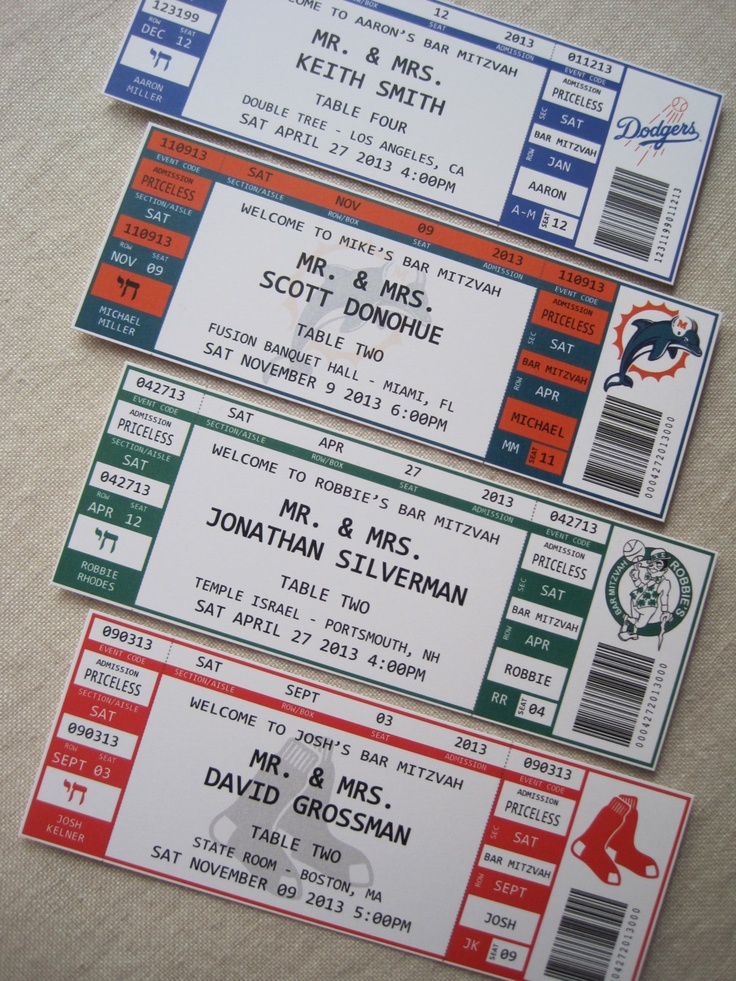 123199
ROW SEAT
DEC 12
חי
AARON
MILLER
ROW/BOX
12
SEAT
2013
ADMISSION
WELCOME TO AARON'S BAR MITZVAH
MR. & MRS.
KEITH SMITH
TABLE FOUR
DOUBLE TREE - LOS ANGELES, CA
SAT APRIL 27 2013 4:00PM
011213
EVENT CODE
ADMISSION
PRICELESS
SEC
SAT
BAR MITZVAH
ROW
JAN
AARON
A-M
SEAT
12
Dodgers
1231199011213
110913
EVENT CODE
ADMISSION
PRICELESS
SECTION/AISLE
SAT
110913
ROW SEAT
NOV 09
חי
MICHAEL
MILLER
SAT
SECTION/AISLE
NOV
ROW/BOX
09
SEAT
2013
ADMISSION
WELCOME TO MIKE'S BAR MITZVAH
MR. & MRS.
SCOTT DONOHUE
TABLE TWO
FUSION BANQUET HALL - MIAMI, FL
SAT NOVEMBER 9 2013 6:00PM
110913
EVENT CODE
ADMISSION
PRICELESS
SEC
SAT
BAR MITZVAH
ROW
APR
MICHAEL
MM
SEAT
11
M
0004272013000
042713
EVENT CODE
ADMISSION
PRICELESS
SECTION/AISLE
SAT
042713
ROW SEAT
APR 12
חי
ROBBIE
RHODES
SAT
SECTION/AISLE
APR
ROW/BOX
27
SEAT
2013
ADMISSION
WELCOME TO ROBBIE'S BAR MITZVAH
MR. & MRS.
JONATHAN SILVERMAN
TABLE TWO
TEMPLE ISRAEL - PORTSMOUTH, NH
SAT APRIL 27 2013 4:00PM
042713
EVENT CODE
ADMISSION
PRICELESS
SEC
SAT
BAR MITZVAH
ROW
APR
ROBBIE
RR
SEAT
04
ROBBIE'S
BAR MITZVAH
0004272013000
090313
EVENT CODE
ADMISSION
PRICELESS
SECTION/AISLE
SAT
090313
ROW SEAT
SEPT 03
חי
JOSH
KELNER
SAT
SECTION/AISLE
SEPT
ROW/BOX
03
SEAT
2013
ADMISSION
WELCOME TO JOSH'S BAR MITZVAH
MR. & MRS.
DAVID GROSSMAN
TABLE TWO
STATE ROOM - BOSTON, MA
SAT NOVEMBER 09 2013 5:00PM
090313
EVENT CODE
ADMISSION
PRICELESS
SEC
SAT
BAR MITZVAH
ROW
SEPT
JOSH
JK
SEAT
09
04272013000